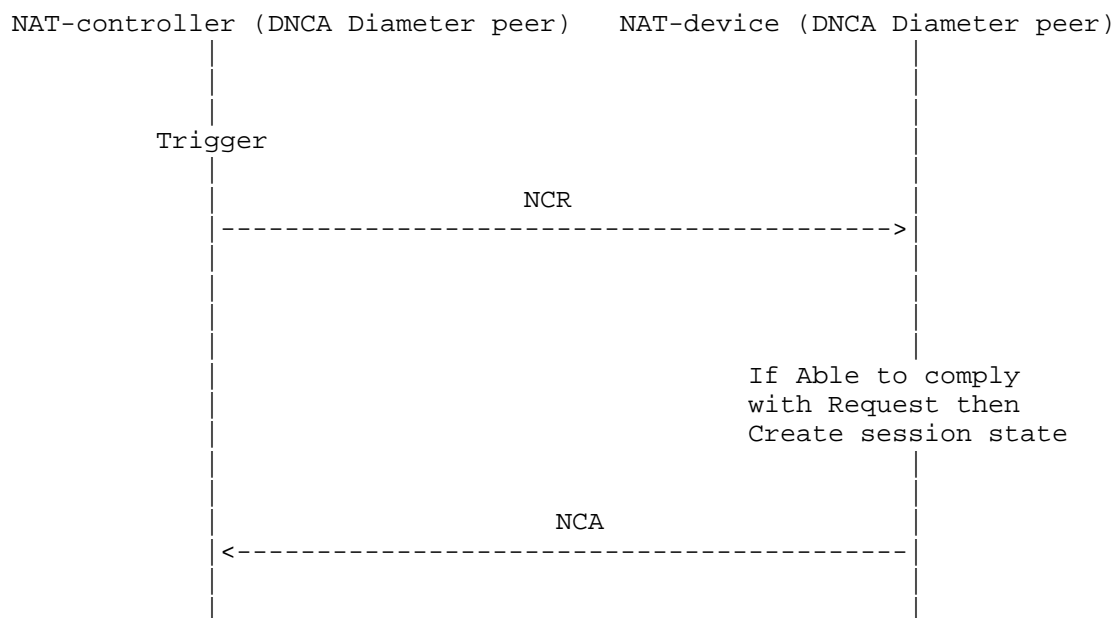 NAT-controller (DNCA Diameter peer) NAT-device (DNCA Diameter peer)
Trigger
NCR
If Able to comply
with Request then
Create session state
NCA